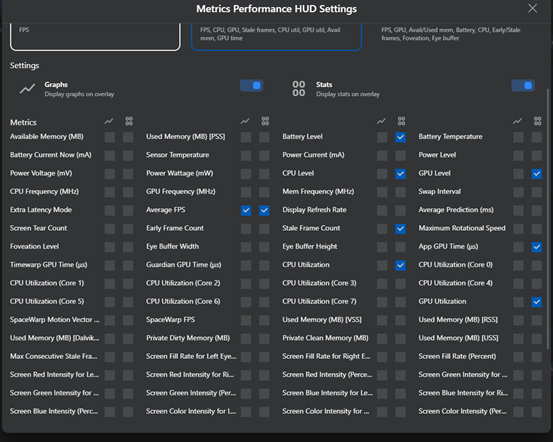 Metrics Performance HUD Settings
FPS
FPS, CPU, GPU, Stale frames, CPU util, GPU util, Avail
mem, GPU time
FPS, GPU, Avail/Used mem, Battery, CPU, Early/Stale
frames, Foveation, Eye buffer
Settings
Graphs
Display graphs on overlay
Stats
Display stats on overlay
Metrics
Available Memory (MB) Used Memory (MB) [PSS] Battery Level Battery Temperature
Battery Current Now (mA) Sensor Temperature Power Current (mA) Power Level
Power Voltage (mV) Power Wattage (mW) CPU Level GPU Level
CPU Frequency (MHz) GPU Frequency (MHz) Mem Frequency (MHz) Swap Interval
Extra Latency Mode Average FPS Display Refresh Rate Average Prediction (ms)
Screen Tear Count Early Frame Count Stale Frame Count Maximum Rotational Speed
Foveation Level Eye Buffer Width Eye Buffer Height App GPU Time (µs)
Timewarp GPU Time (µs) Guardian GPU Time (µs) CPU Utilization CPU Utilization (Core 0)
CPU Utilization (Core 1) CPU Utilization (Core 2) CPU Utilization (Core 3) CPU Utilization (Core 4)
CPU Utilization (Core 5) CPU Utilization (Core 6) CPU Utilization (Core 7) GPU Utilization
SpaceWarp Motion Vector ... SpaceWarp FPS Used Memory (MB) [VSS] Used Memory (MB) [RSS]
Used Memory (MB) [Dalvik... Private Dirty Memory (MB) Private Clean Memory (MB) Used Memory (MB) [USS]
Max Consecutive Stale Fra... Screen Fill Rate for Left Eye... Screen Fill Rate for Right E... Screen Fill Rate (Percent)
Screen Red Intensity for Le... Screen Red Intensity for Ri... Screen Red Intensity (Perce... Screen Green Intensity for ...
Screen Green Intensity for ... Screen Green Intensity (Per... Screen Blue Intensity for Le... Screen Blue Intensity for Ri...
Screen Blue Intensity (Perc... Screen Color Intensity for L... Screen Color Intensity for ... Screen Color Intensity for ...